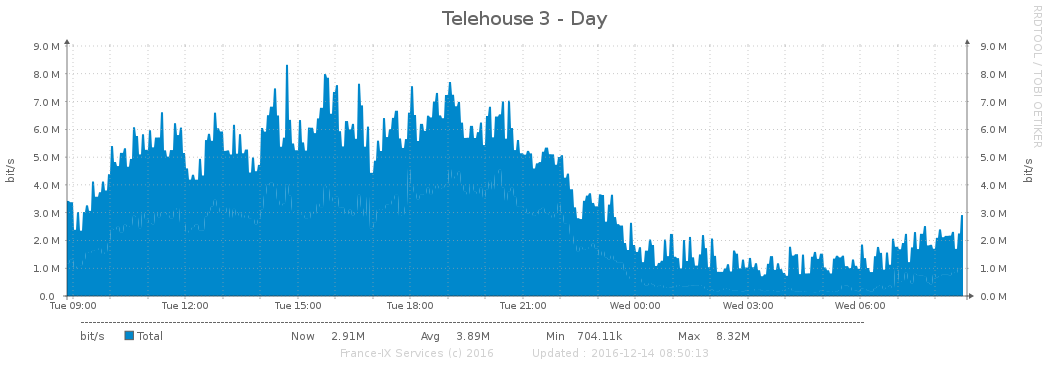 Telehouse 3 - Day
RRDTOOL / TOBI OETIKER
9.0 M 9.0 M
8.0 M 8.0 M
7.0 M 7.0 M
6.0 M 6.0 M
5.0 M 5.0 M
4.0 M 4.0 M
3.0 M 3.0 M
2.0 M 2.0 M
1.0 M 1.0 M
0.0 0.0 M
bit/s
bit/s
Tue 09:00 Tue 12:00 Tue 15:00 Tue 18:00 Tue 21:00 Wed 00:00 Wed 03:00 Wed 06:00
bit/s Total Now 2.91M Avg 3.89M Min 704.11k Max 8.32M
France-IX Services (c) 2016 Updated : 2016-12-14 08:50:13